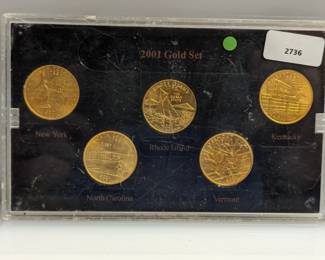 2001 Gold Set
2736
New York
Rhode Island
Kentucky
North Carolina
Vermont